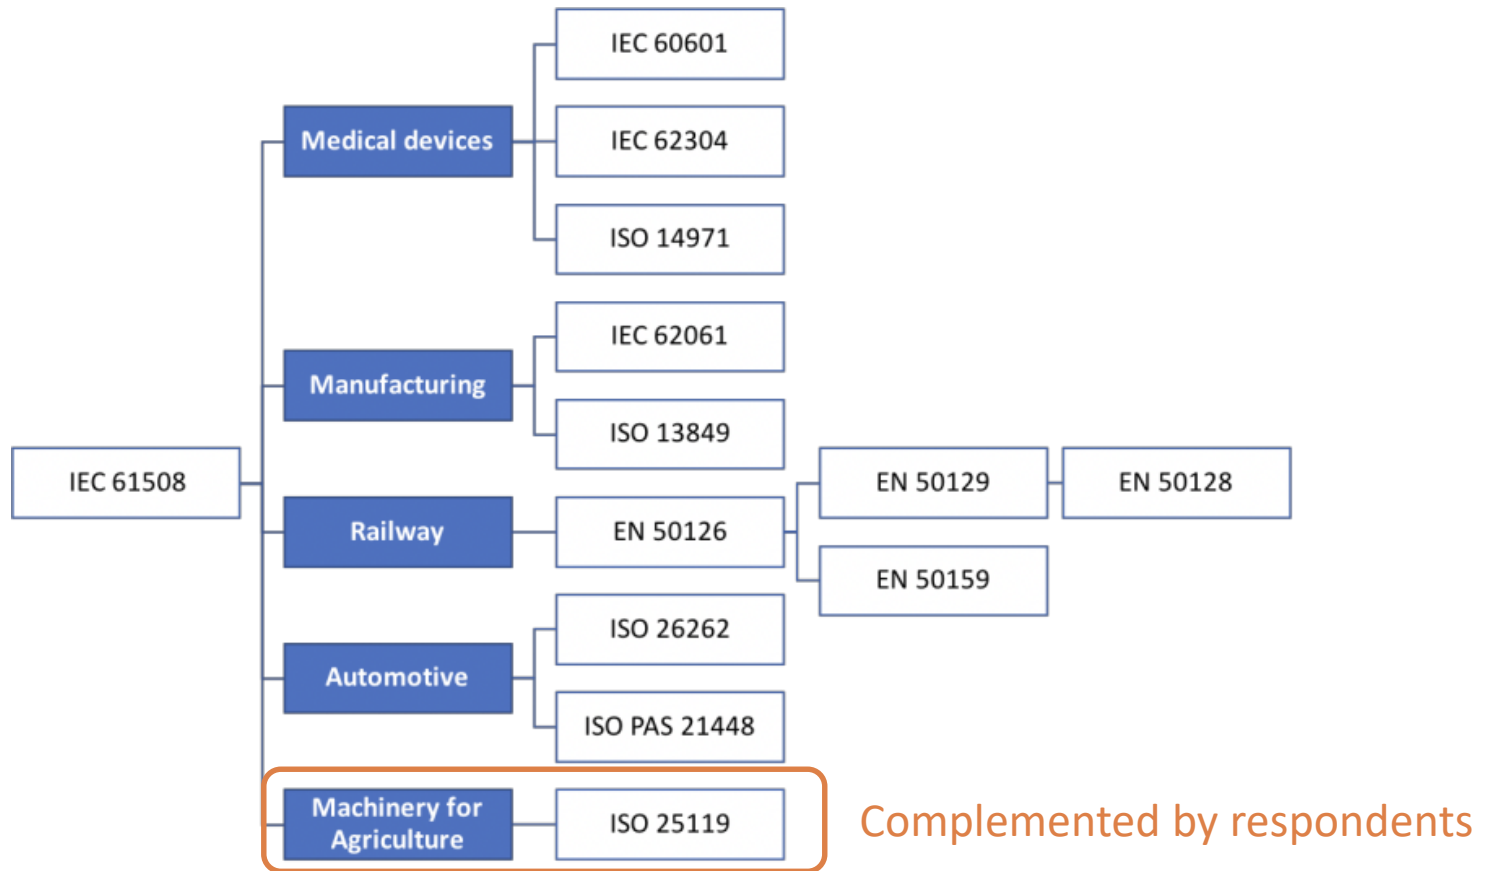 IEC 60601
Medical devices
IEC 62304
ISO 14971
IEC 62061
Manufacturing
ISO 13849
IEC 61508
EN 50129
EN 50128
Railway
EN 50126
EN 50159
ISO 26262
Automotive
ISO PAS 21448
Machinery for
Agriculture
ISO 25119
Complemented by respondents